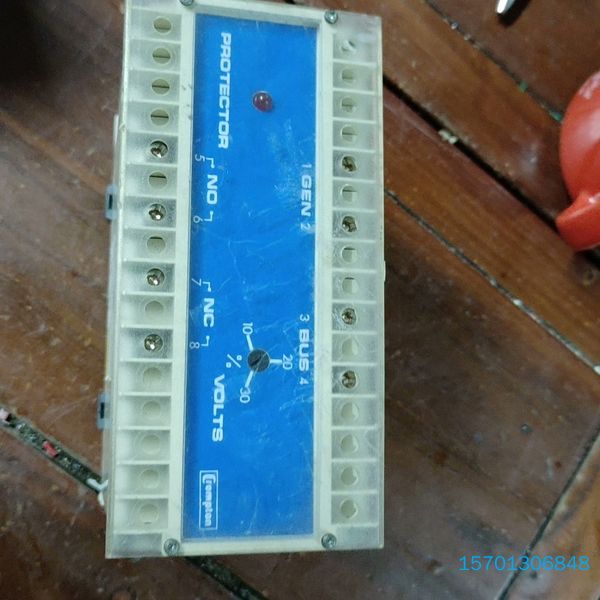 PROTECTOR
1 GEN 2
5 NO 6
3 BUS 4
7 NC 8
10
20
30
%
VOLTS
Crompton
15701306848